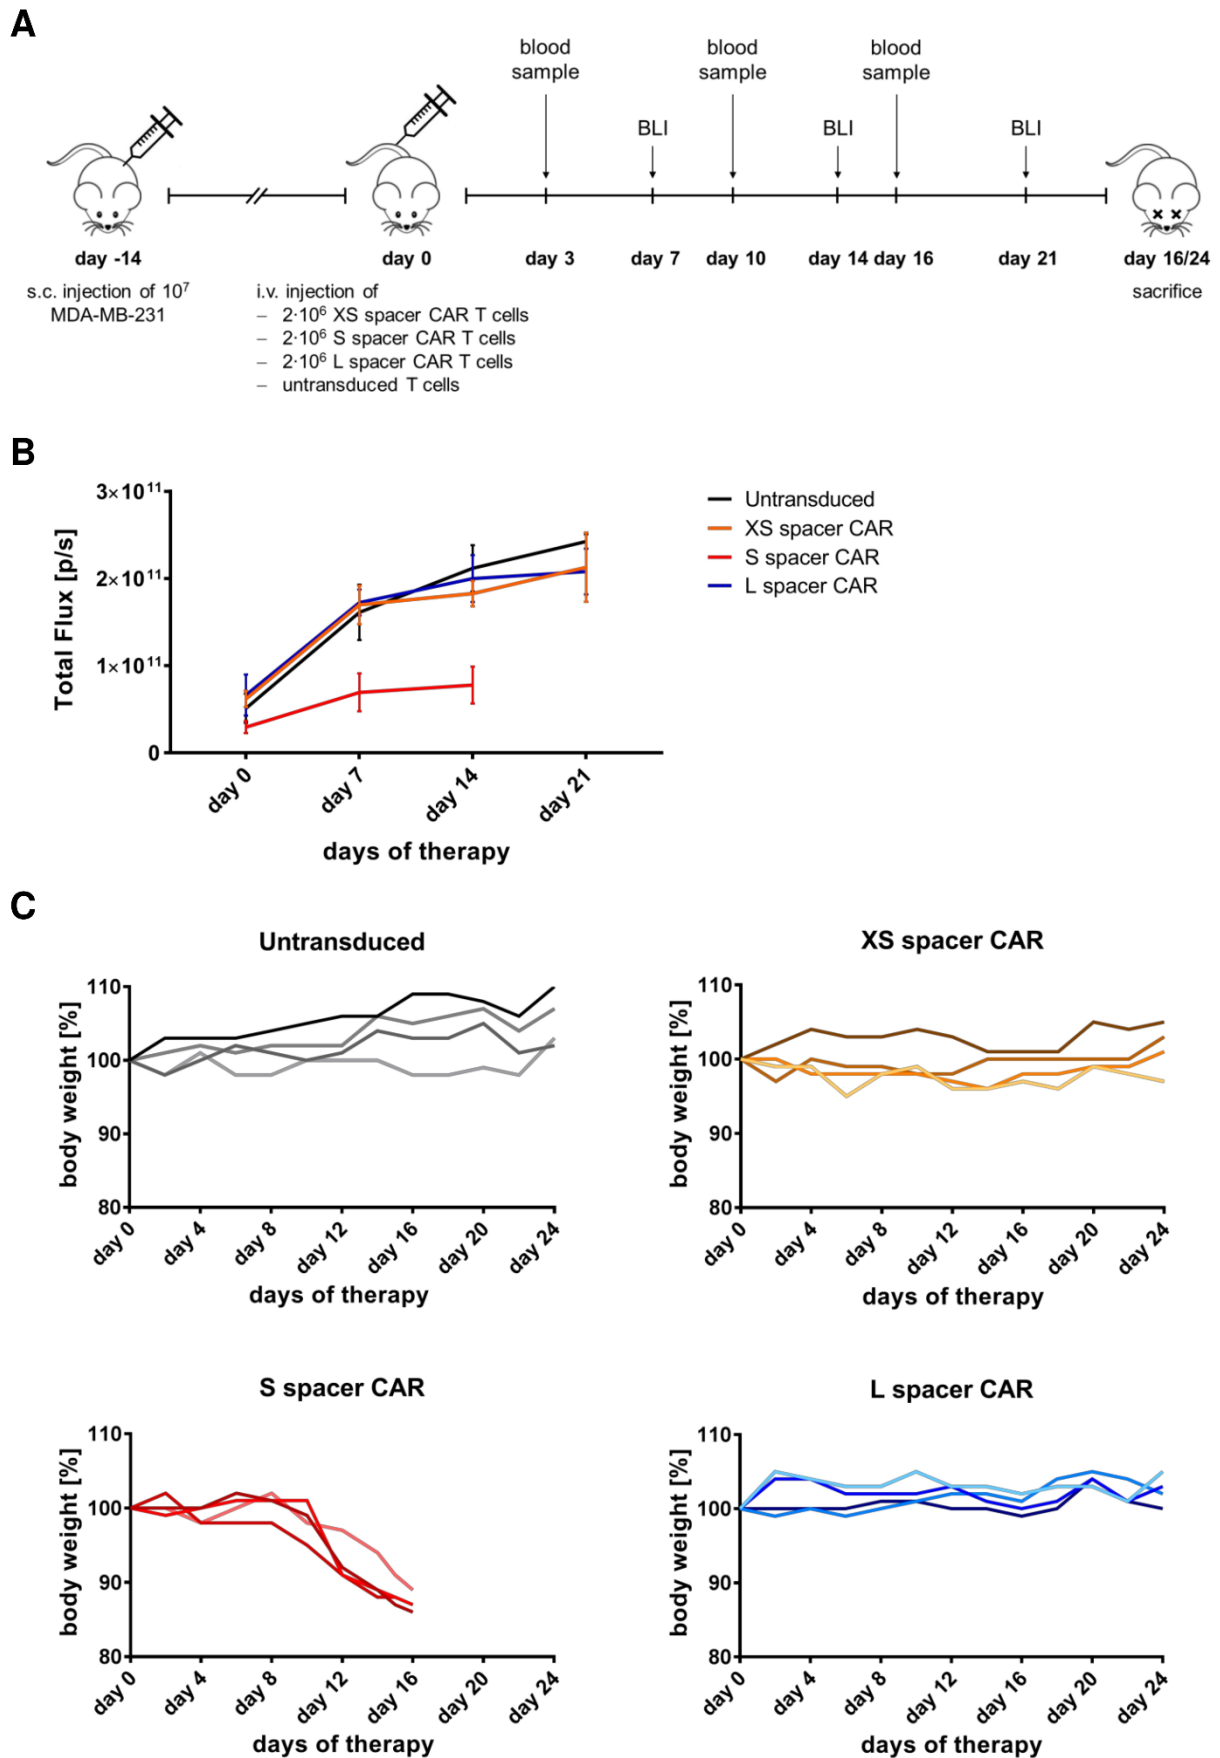 A
blood
sample
blood
sample
blood
sample
BLI
BLI
BLI
day -14
day 0
day 3
day 7
day 10
day 14
day 16
day 21
day 16/24
s.c. injection of 10⁷
MDA-MB-231
i.v. injection of
– 2·10⁶ XS spacer CAR T cells
– 2·10⁶ S spacer CAR T cells
– 2·10⁶ L spacer CAR T cells
– untransduced T cells
sacrifice
B
3×10¹¹
2×10¹¹
1×10¹¹
0
Total Flux [p/s]
day 0
day 7
day 14
day 21
days of therapy
Untransduced
XS spacer CAR
S spacer CAR
L spacer CAR
C
Untransduced
110
100
90
80
body weight [%]
day 0
day 4
day 8
day 12
day 16
day 20
day 24
days of therapy
XS spacer CAR
110
100
90
80
body weight [%]
day 0
day 4
day 8
day 12
day 16
day 20
day 24
days of therapy
S spacer CAR
110
100
90
80
body weight [%]
day 0
day 4
day 8
day 12
day 16
day 20
day 24
days of therapy
L spacer CAR
110
100
90
80
body weight [%]
day 0
day 4
day 8
day 12
day 16
day 20
day 24
days of therapy